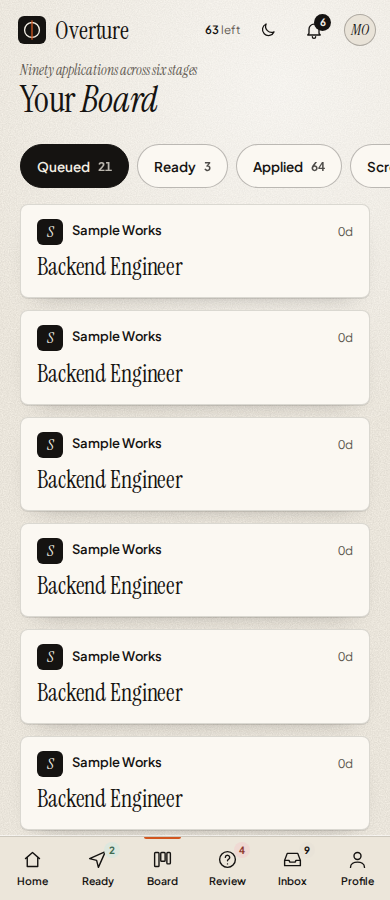 Overture
63 left
6
MO
Ninety applications across six stages
Your Board
Queued 21
Ready 3
Applied 64
Scr
S Sample Works 0d
Backend Engineer
S Sample Works 0d
Backend Engineer
S Sample Works 0d
Backend Engineer
S Sample Works 0d
Backend Engineer
S Sample Works 0d
Backend Engineer
S Sample Works 0d
Backend Engineer
2
4
9
Home
Ready
Board
Review
Inbox
Profile